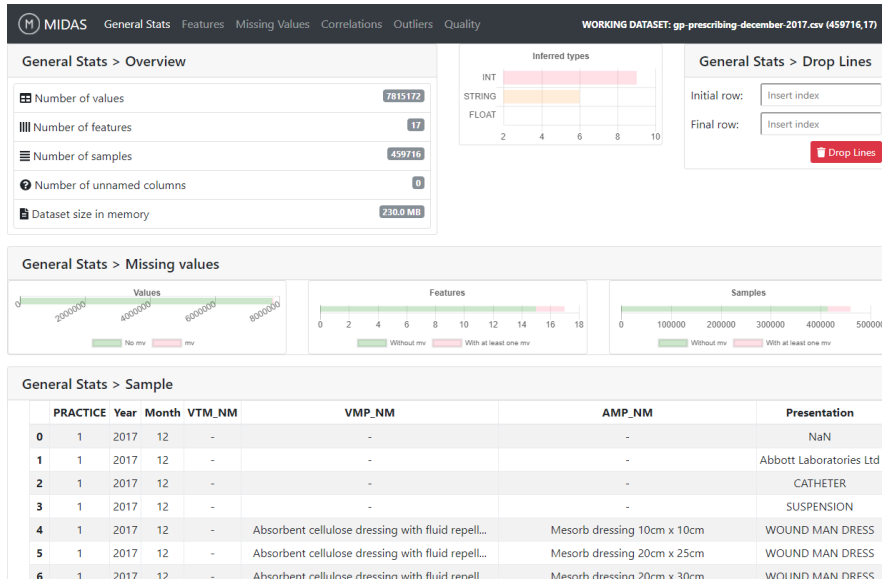 M MIDAS General Stats Features Missing Values Correlations Outliers Quality WORKING DATASET: gp-prescribing-december-2017.csv (459716,17)
General Stats > Overview
Number of values 7815172
Number of features 17
Number of samples 459716
? Number of unnamed columns 0
Dataset size in memory 230.0 MB
Inferred types
INT
STRING
FLOAT
2 4 6 8 10
General Stats > Drop Lines
Initial row: Insert index
Final row: Insert index
Drop Lines
General Stats > Missing values
Values
0 2000000 4000000 6000000 8000000
No mv mv
Features
0 2 4 6 8 10 12 14 16 18
Without mv With at least one mv
Samples
0 100000 200000 300000 400000
Without mv With at least one mv
General Stats > Sample
PRACTICE Year Month VTM_NM VMP_NM AMP_NM Presentation
0 1 2017 12 - - - NaN
1 1 2017 12 - - - Abbott Laboratories Ltd
2 1 2017 12 - - - CATHETER
3 1 2017 12 - - - SUSPENSION
4 1 2017 12 - Absorbent cellulose dressing with fluid repell... Mesorb dressing 10cm x 10cm WOUND MAN DRESS
5 1 2017 12 - Absorbent cellulose dressing with fluid repell... Mesorb dressing 20cm x 25cm WOUND MAN DRESS
6 1 2017 12 - Absorbent cellulose dressing with fluid repell... Mesorb dressing 20cm x 30cm WOUND MAN DRESS